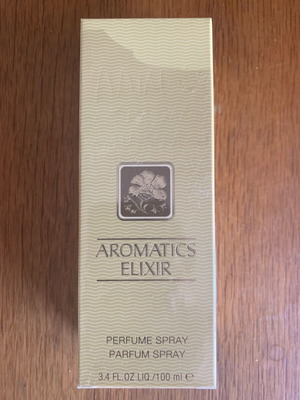 AROMATICS
ELIXIR
PERFUME SPRAY
PARFUM SPRAY
3.4 FL.OZ LIQ./100 ml ℮